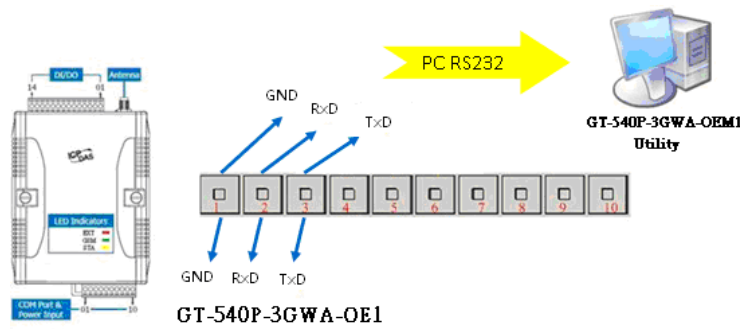 PC RS232
GT-540P-3GWA-OEM1
Utility
DI/DO
Antenna
14
01
ICP DAS
LED Indicators
EXT
GSM
STA
COM Port &
Power Input
01
10
GND
RxD
TxD
1 2 3 4 5 6 7 8 9 10
GND RxD TxD
GT-540P-3GWA-OE1